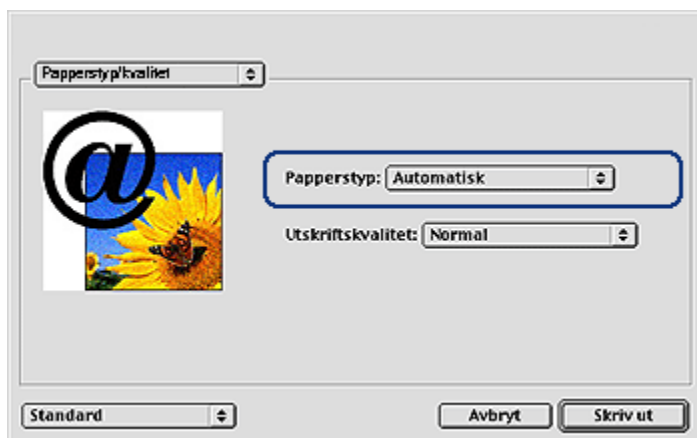 Papperstyp/kvalitet
@
Papperstyp: Automatisk
Utskriftskvalitet: Normal
Standard
Avbryt
Skriv ut